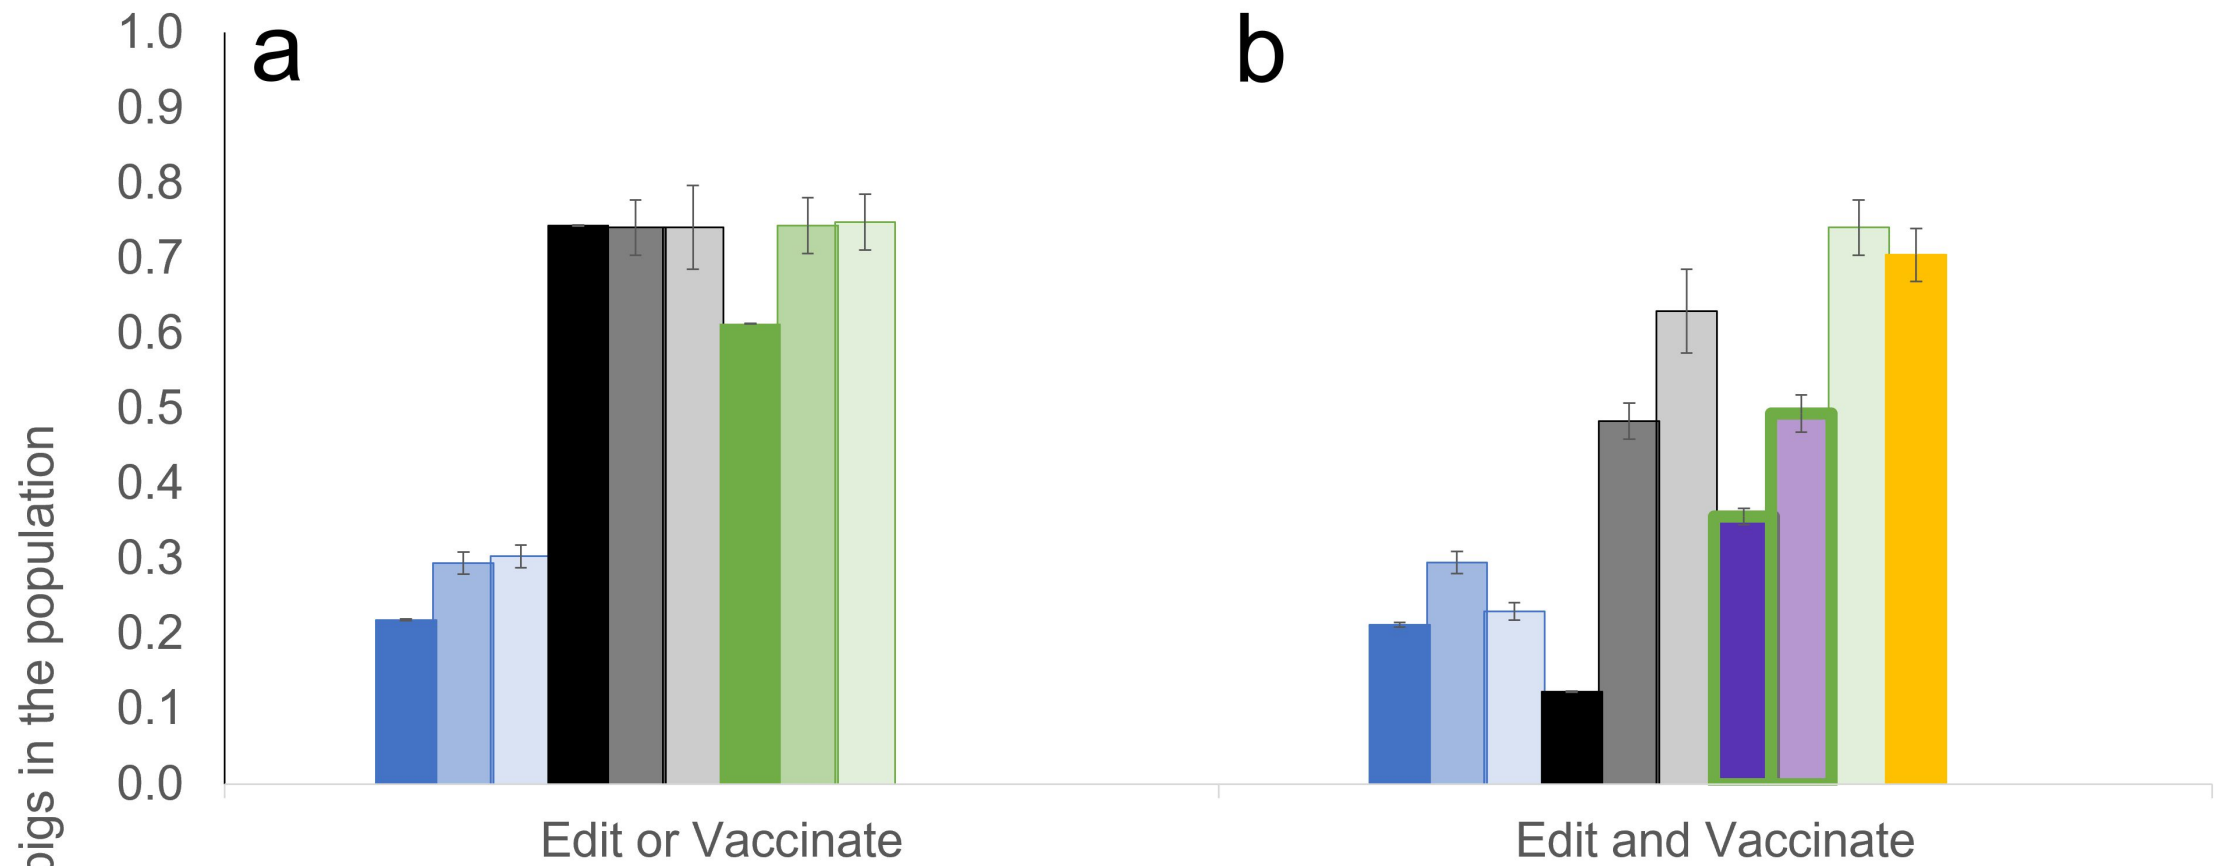 a
b
1.0
0.9
0.8
0.7
0.6
0.5
0.4
0.3
0.2
0.1
0.0
pigs in the population
Edit or Vaccinate
Edit and Vaccinate